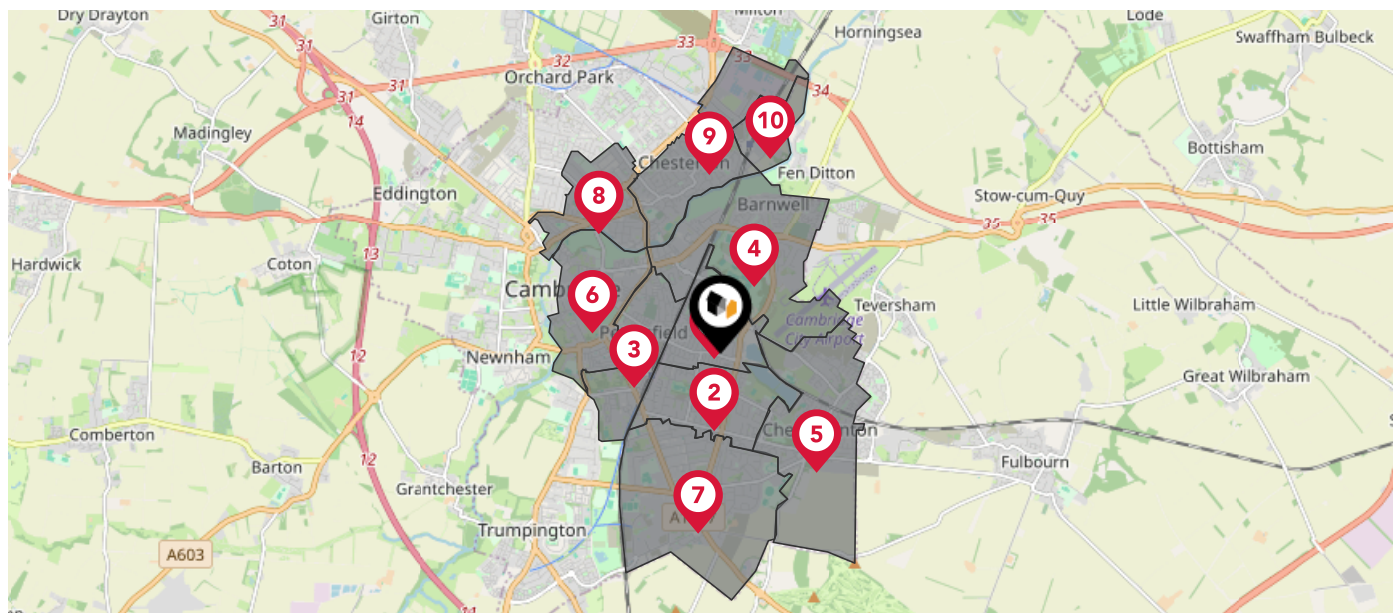 Dry Drayton
Girton
Milton
Lode
31
33
Horningsea
Swaffham Bulbeck
31
32
33
Orchard Park
31
31
34
14
10
Madingley
9
Bottisham
Chesterton
Fen Ditton
Eddington
8
Stow-cum-Quy
Barnwell
35
35
4
13
Hardwick
Coton
6
Teversham
Little Wilbraham
Cambridge
City Airport
3
12
Newnham
Great Wilbraham
2
Comberton
5
12
Barton
Fulbourn
Grantchester
7
Trumpington
A603
11